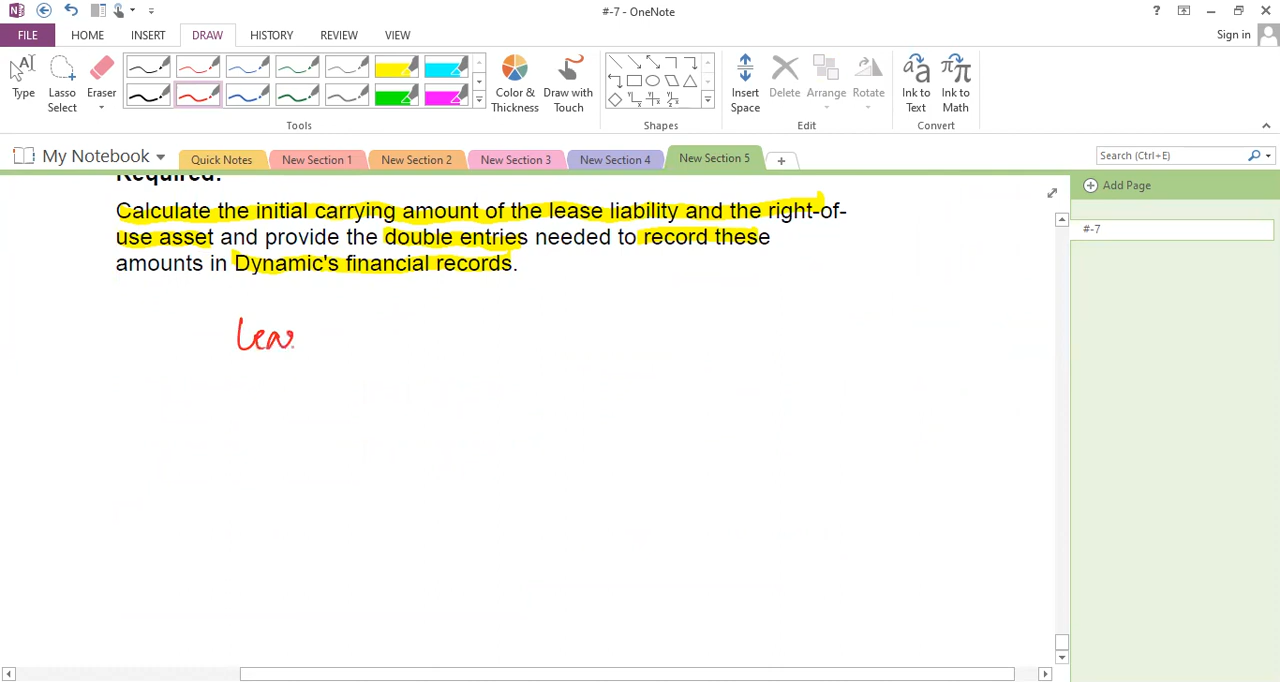 #-7 - OneNote
?
Sign in
FILE HOME INSERT DRAW HISTORY REVIEW VIEW
Type
Lasso Select
Eraser
Color & Thickness
Draw with Touch
Insert Space
Delete
Arrange
Rotate
Ink to Text
Ink to Math
Tools
Shapes
Edit
Convert
My Notebook
Quick Notes New Section 1 New Section 2 New Section 3 New Section 4 New Section 5
Search (Ctrl+E)
Add Page
#-7
Required:
Calculate the initial carrying amount of the lease liability and the right-of-
use asset and provide the double entries needed to record these
amounts in Dynamic's financial records.
Leas